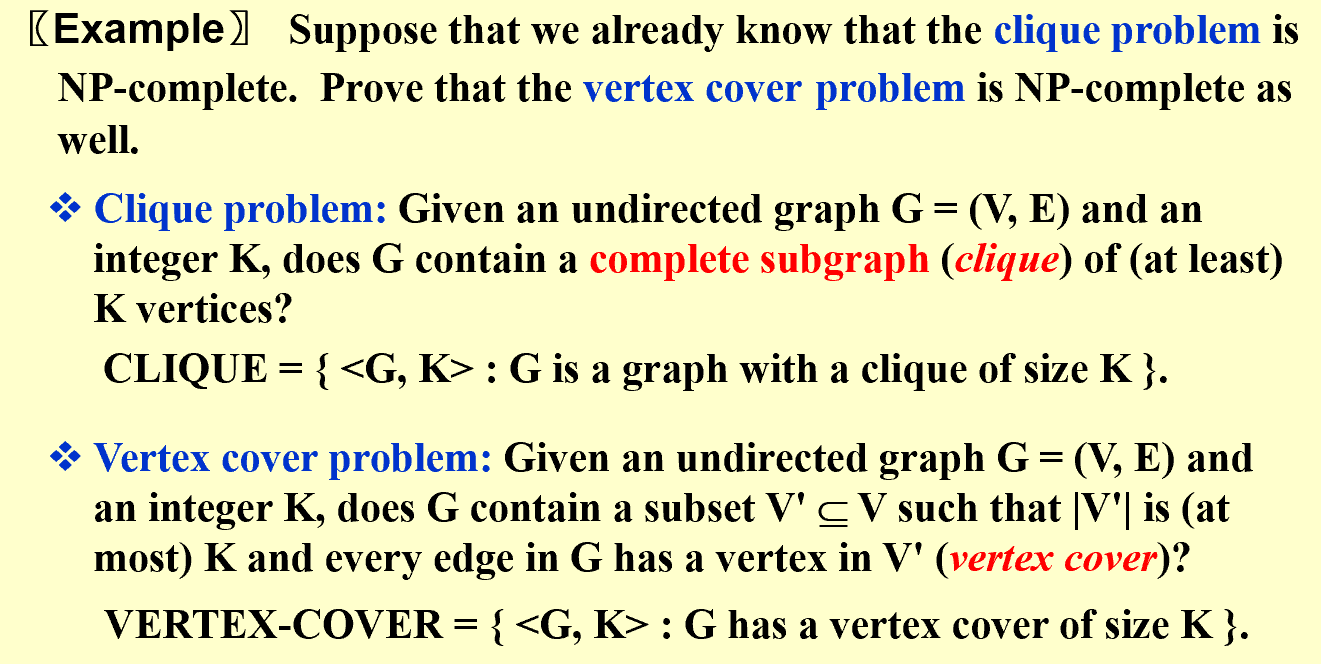 〖Example〗 Suppose that we already know that the clique problem is
NP-complete. Prove that the vertex cover problem is NP-complete as
well.
❖ Clique problem: Given an undirected graph G = (V, E) and an
integer K, does G contain a complete subgraph (clique) of (at least)
K vertices?
CLIQUE = { <G, K> : G is a graph with a clique of size K }.
❖ Vertex cover problem: Given an undirected graph G = (V, E) and
an integer K, does G contain a subset V' ⊆ V such that |V'| is (at
most) K and every edge in G has a vertex in V' (vertex cover)?
VERTEX-COVER = { <G, K> : G has a vertex cover of size K }.